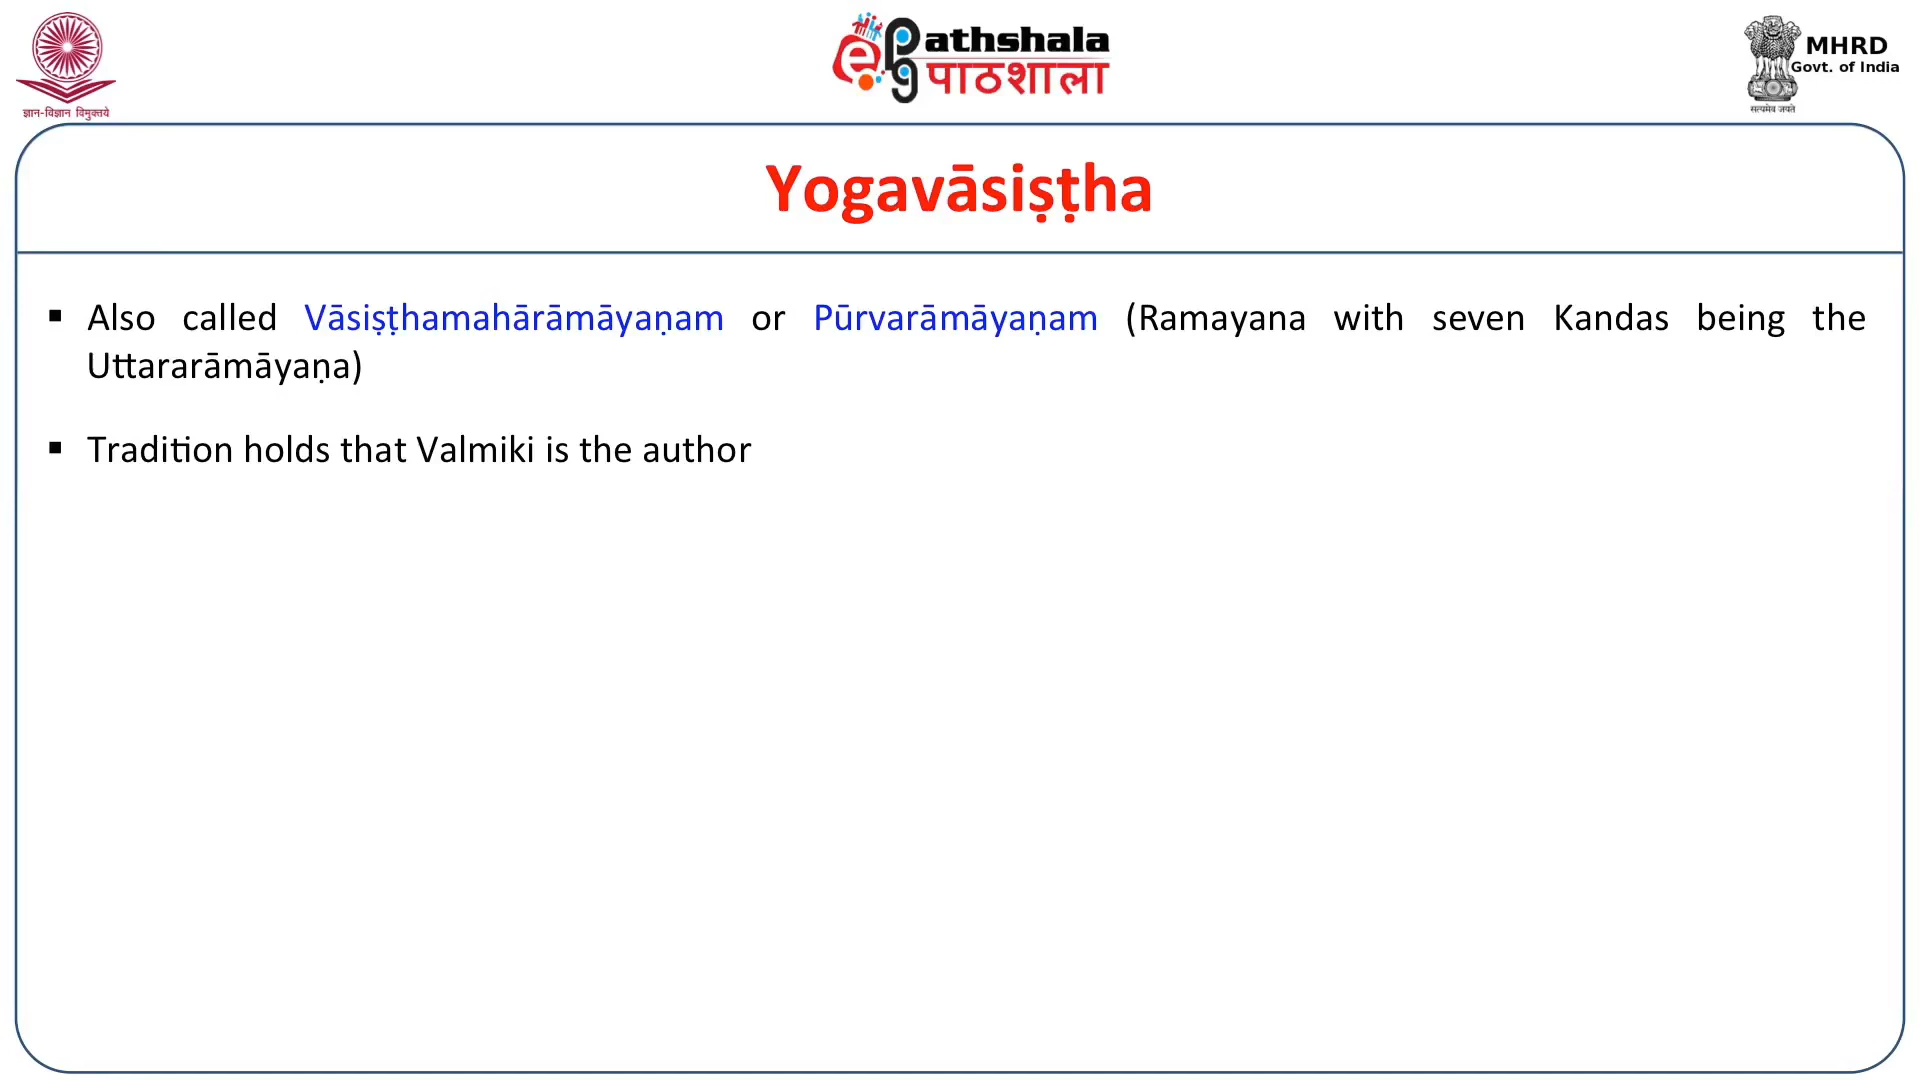 ज्ञान-विज्ञान विमुक्तये
ePathshala
पाठशाला
MHRD
Govt. of India
सत्यमेव जयते
Yogavāsiṣṭha
▪ Also called Vāsiṣṭhamahārāmāyaṇam or Pūrvarāmāyaṇam (Ramayana with seven Kandas being the
Uttararāmāyaṇa)
▪ Tradition holds that Valmiki is the author